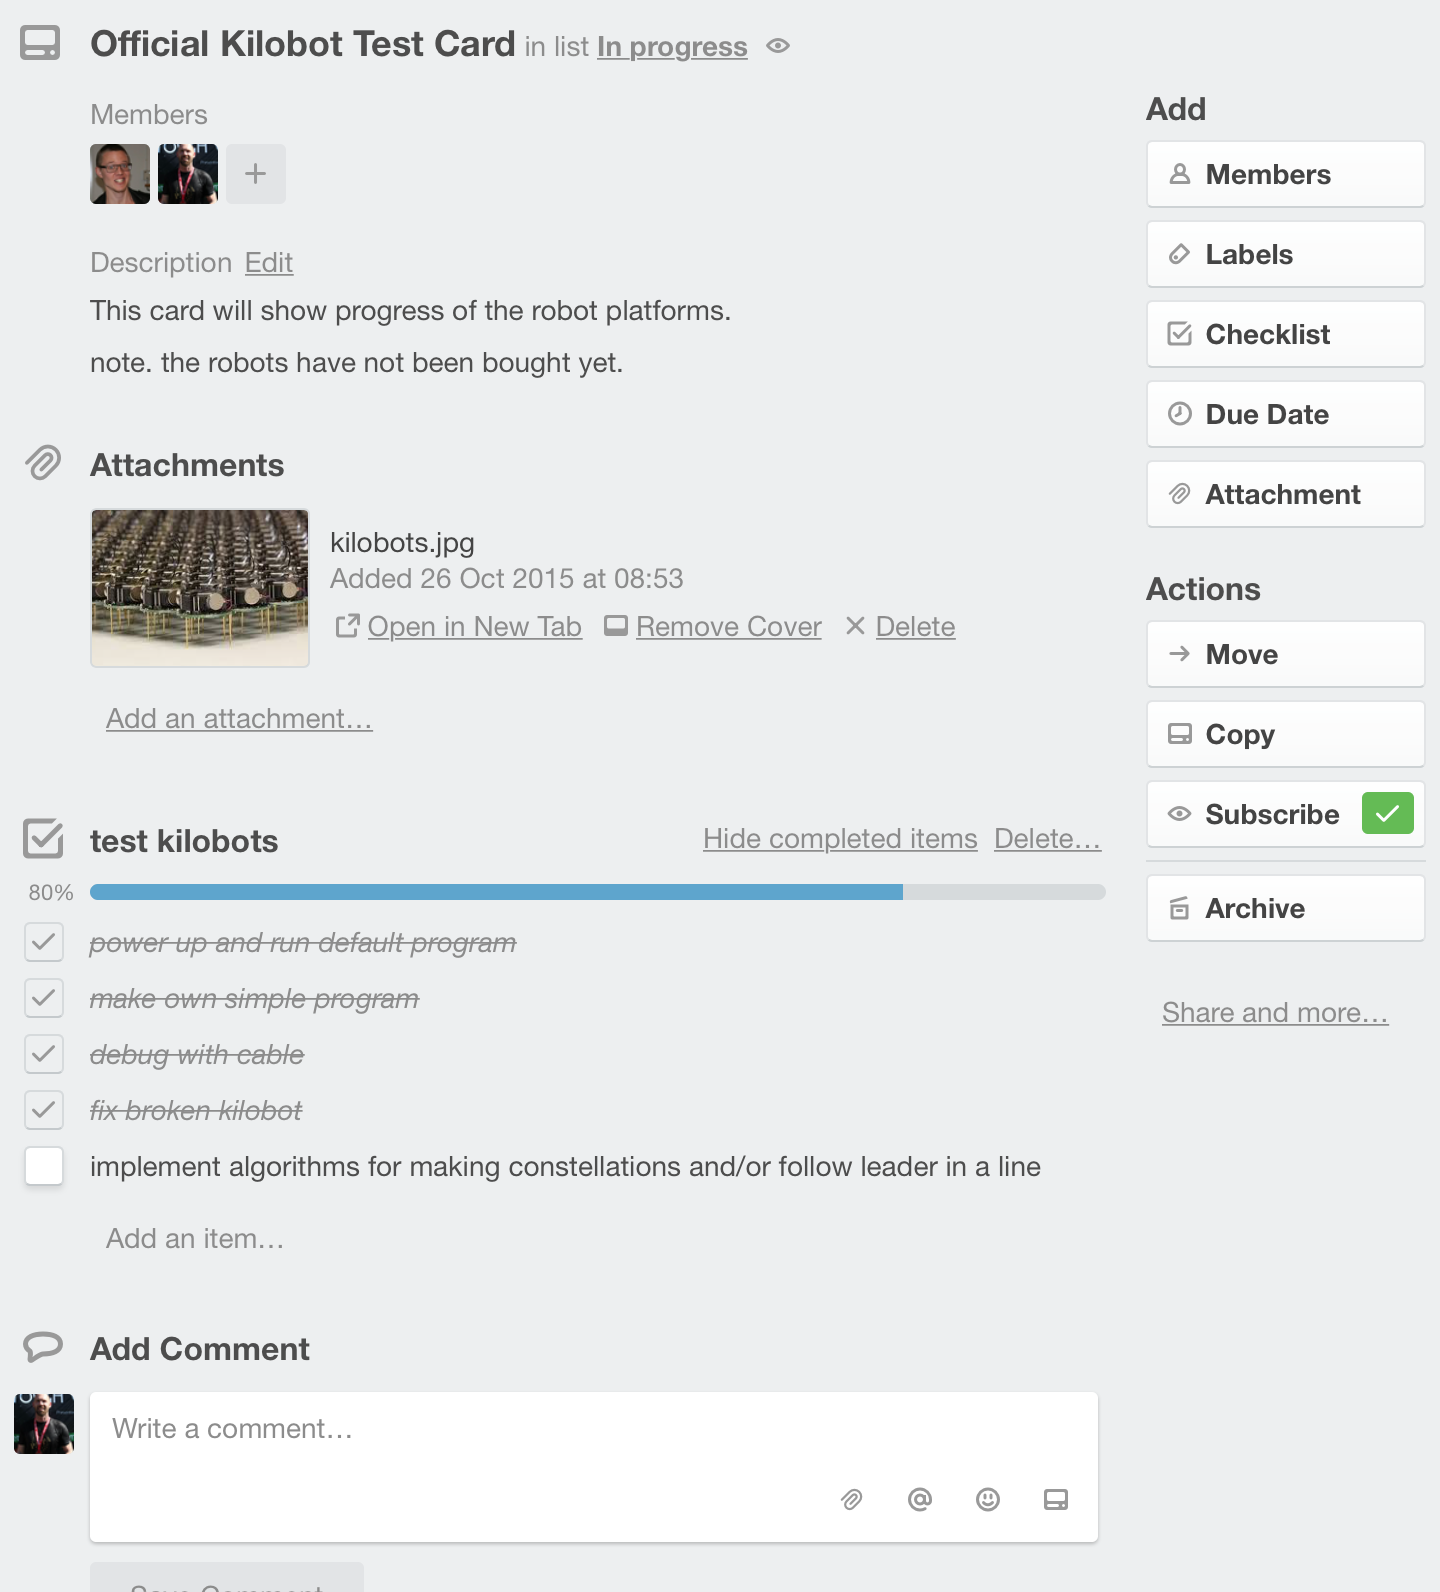 Official Kilobot Test Card in list In progress
Members
Description Edit
This card will show progress of the robot platforms.
note. the robots have not been bought yet.
Attachments
kilobots.jpg
Added 26 Oct 2015 at 08:53
Open in New Tab Remove Cover Delete
Add an attachment…
test kilobots Hide completed items Delete…
80%
power up and run default program
make own simple program
debug with cable
fix broken kilobot
implement algorithms for making constellations and/or follow leader in a line
Add an item…
Add Comment
Write a comment…
Save Comment
Add
Members
Labels
Checklist
Due Date
Attachment
Actions
Move
Copy
Subscribe
Archive
Share and more…